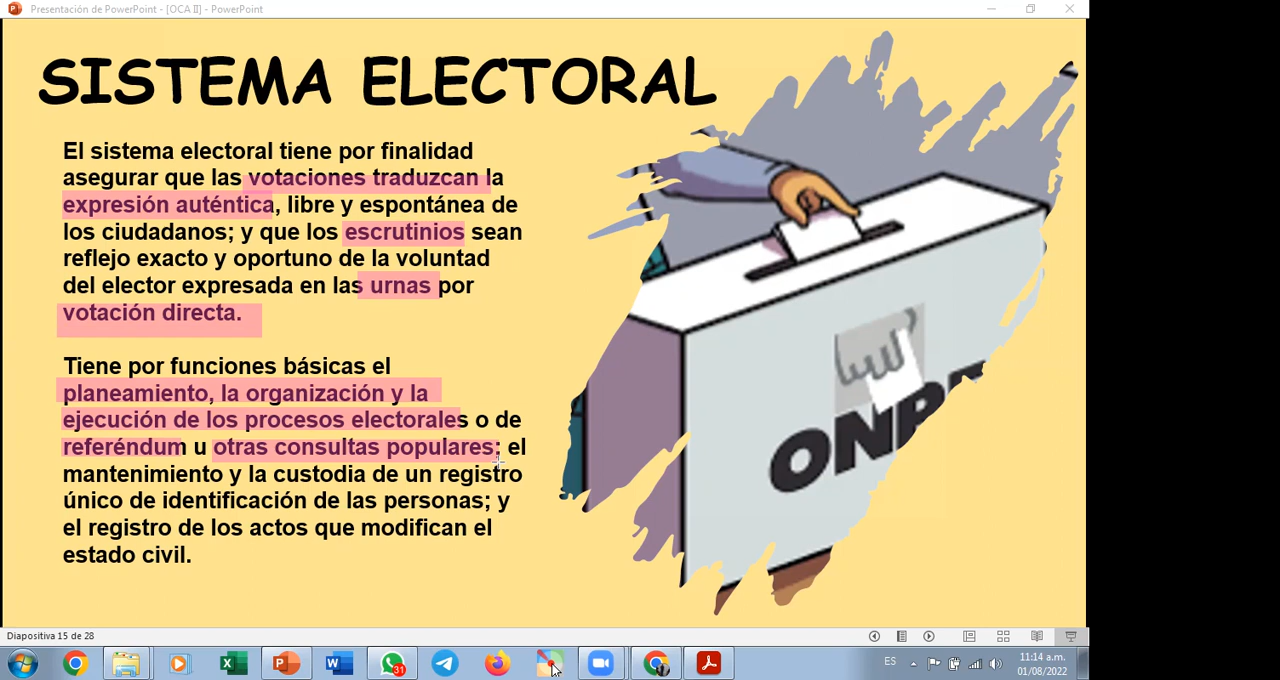 Presentación de PowerPoint - [OCA II] - PowerPoint
SISTEMA ELECTORAL
El sistema electoral tiene por finalidad
asegurar que las votaciones traduzcan la
expresión auténtica, libre y espontánea de
los ciudadanos; y que los escrutinios sean
reflejo exacto y oportuno de la voluntad
del elector expresada en las urnas por
votación directa.
Tiene por funciones básicas el
planeamiento, la organización y la
ejecución de los procesos electorales o de
referéndum u otras consultas populares; el
mantenimiento y la custodia de un registro
único de identificación de las personas; y
el registro de los actos que modifican el
estado civil.
ONPE
Diapositiva 15 de 28
31
ES
11:14 a.m.
01/08/2022